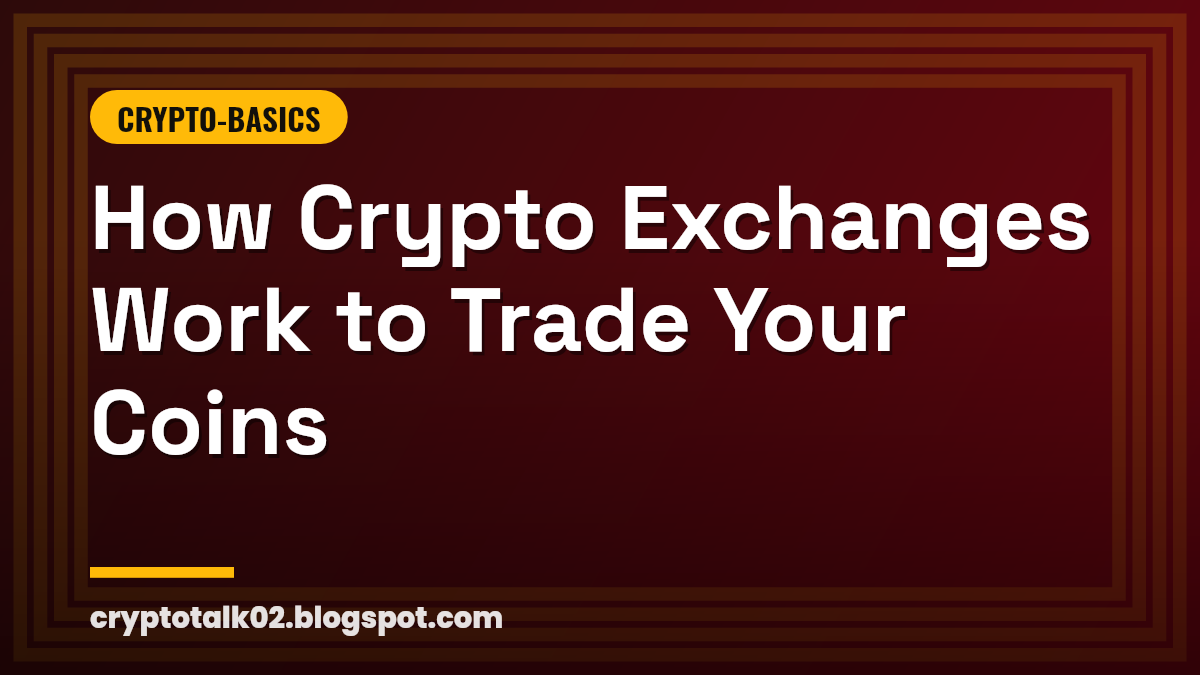 CRYPTO-BASICS
How Crypto Exchanges
Work to Trade Your
Coins
cryptotalk02.blogspot.com